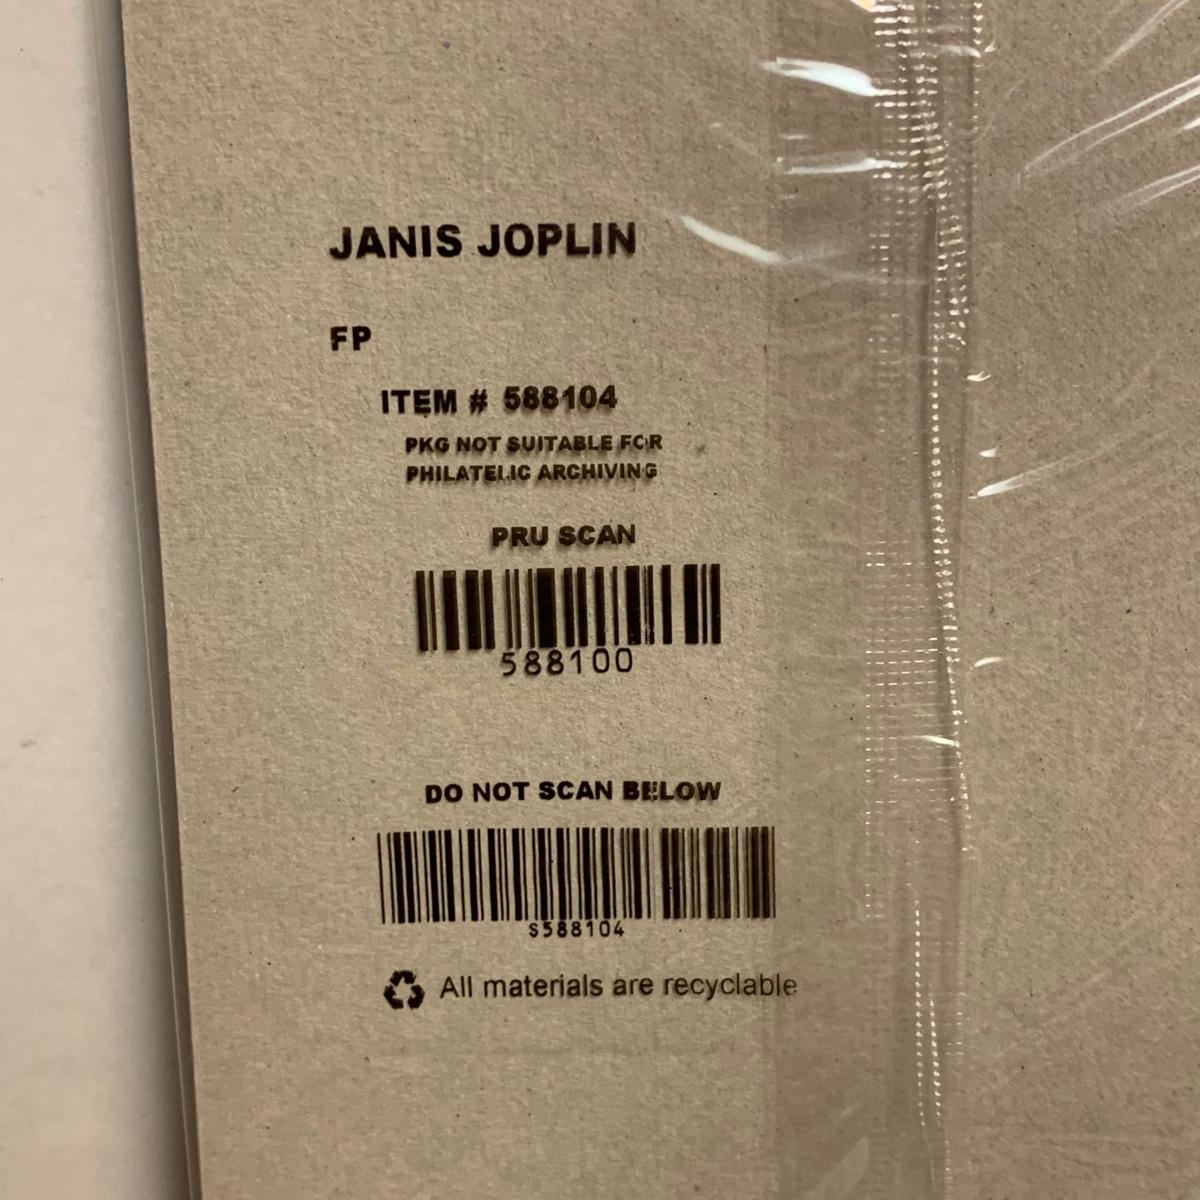 JANIS JOPLIN
FP
ITEM # 588104
PKG NOT SUITABLE FOR
PHILATELIC ARCHIVING
PRU SCAN
588100
DO NOT SCAN BELOW
S588104
All materials are recyclable